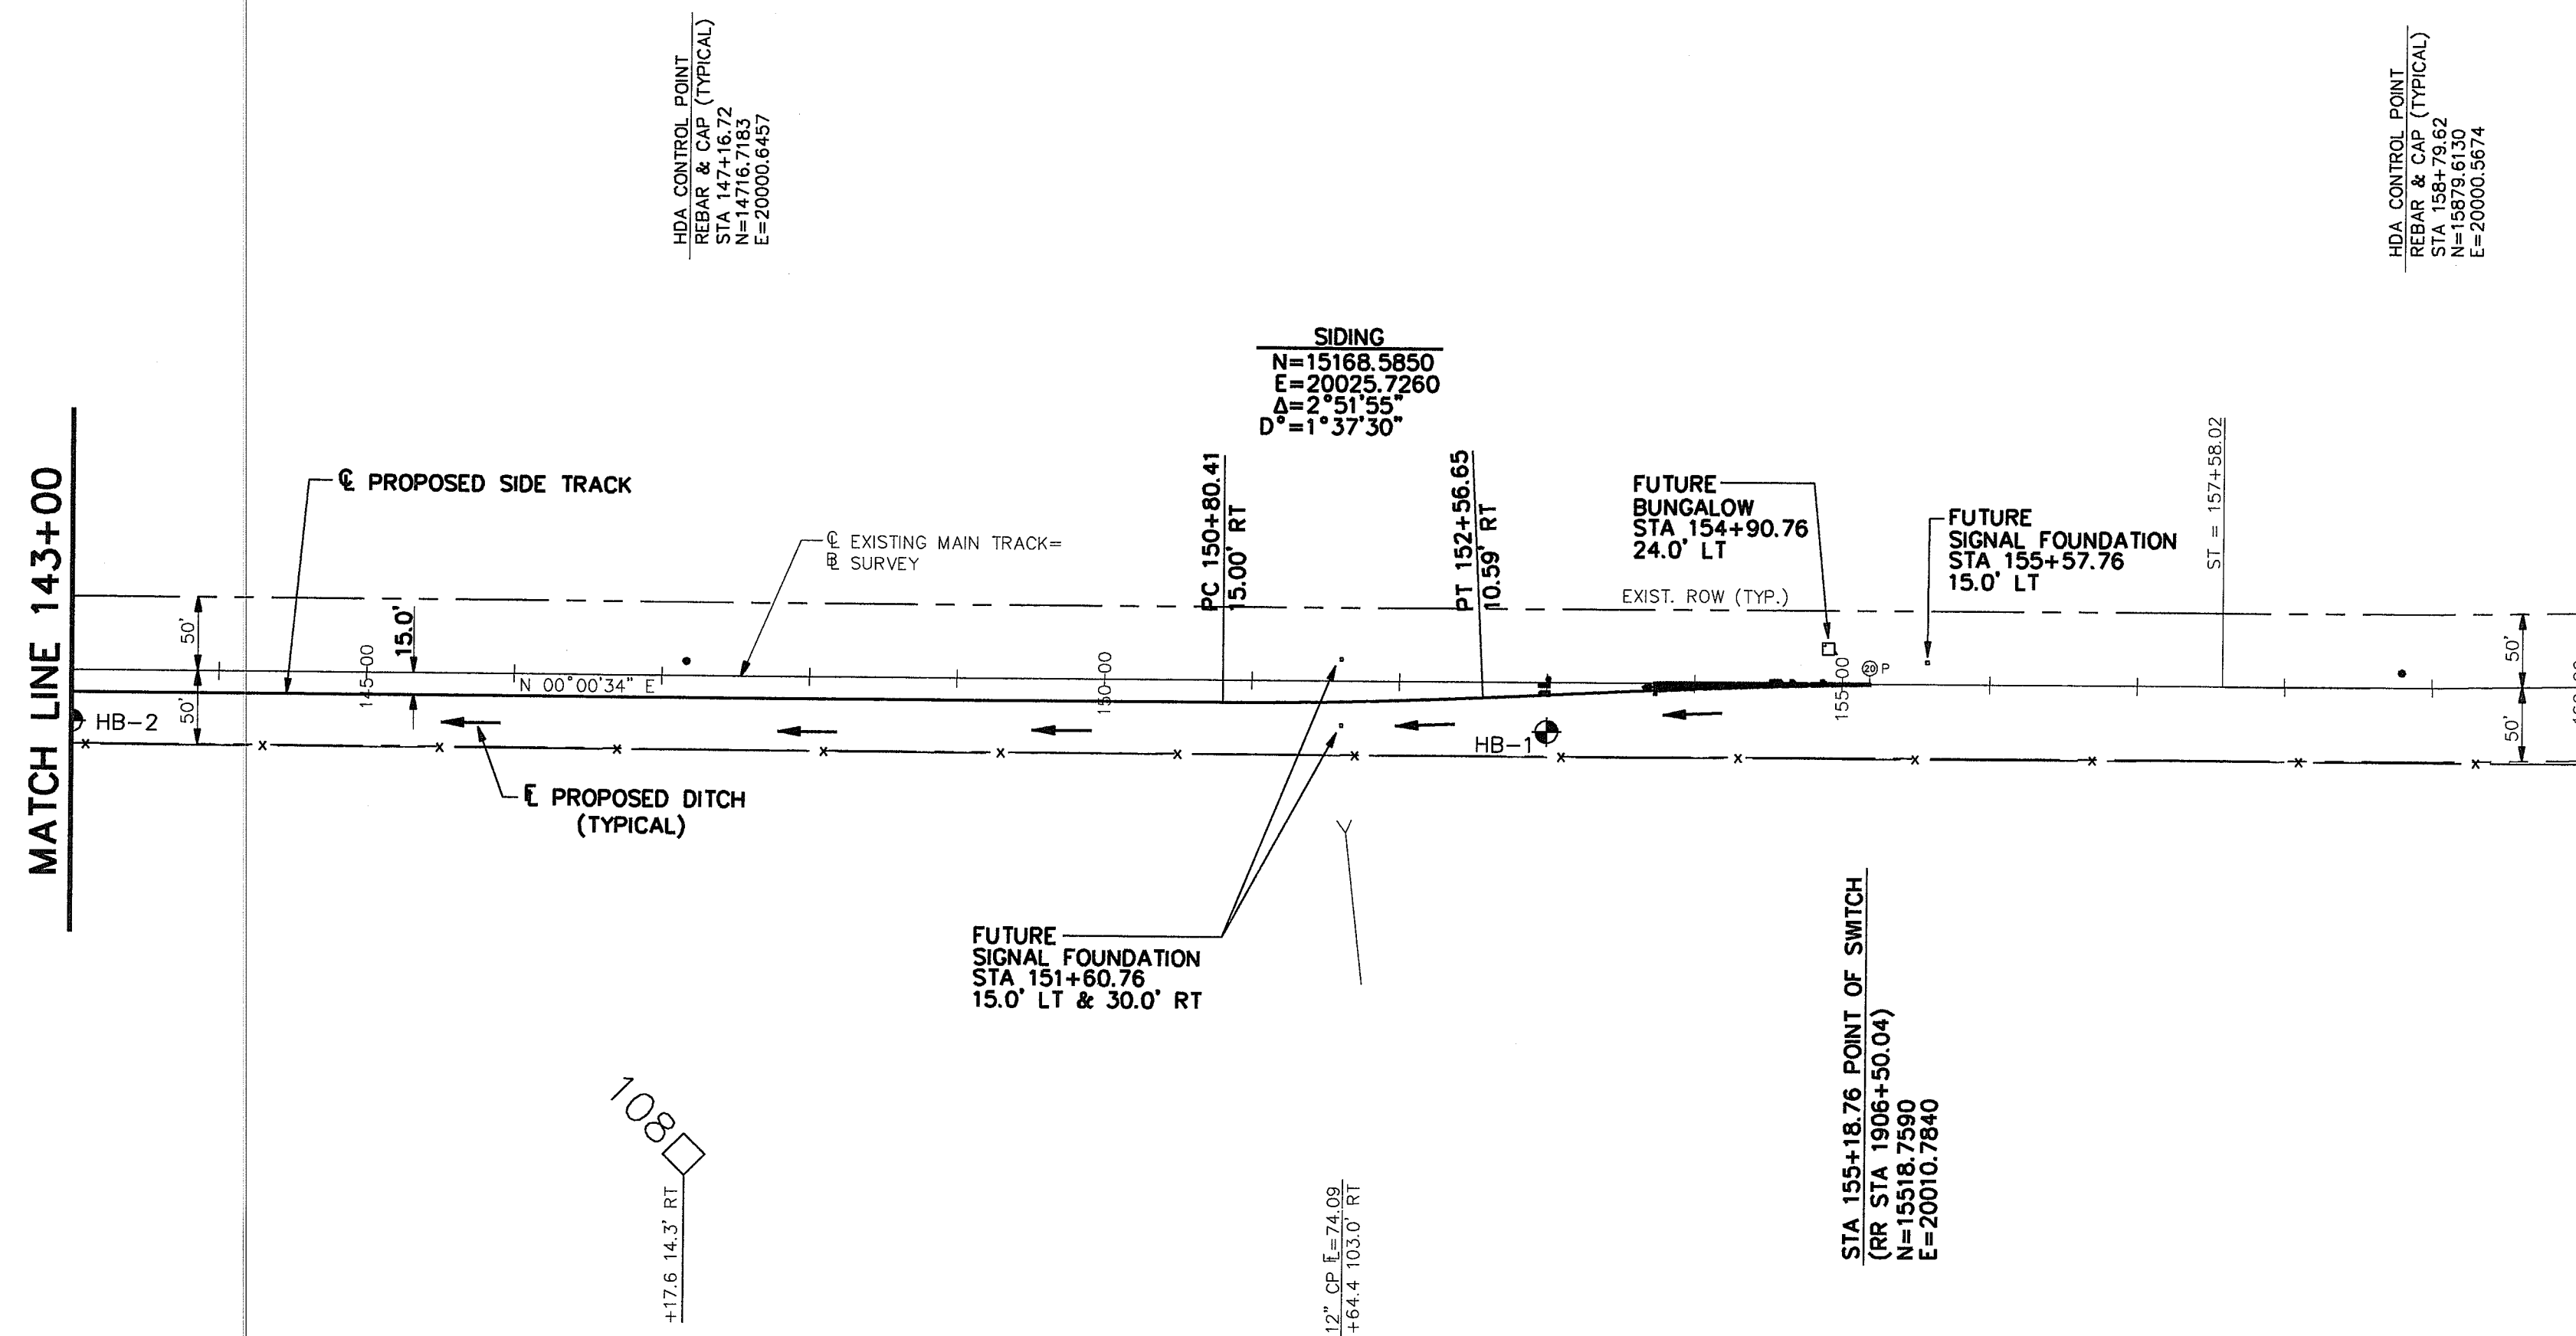 HDA CONTROL POINT
REBAR & CAP (TYPICAL)
STA 147+16.72
N=14716.7183
E=20000.6457
HDA CONTROL POINT
REBAR & CAP (TYPICAL)
STA 158+79.62
N=15879.6130
E=20000.5674
SIDING
N=15168.5850
E=20025.7260
Δ=2°51'55"
D°=1°37'30"
MATCH LINE 143+00
℄ PROPOSED SIDE TRACK
℄ EXISTING MAIN TRACK=
SURVEY
PC 150+80.41
15.00' RT
PT 152+56.65
10.59' RT
FUTURE
BUNGALOW
STA 154+90.76
24.0' LT
FUTURE
SIGNAL FOUNDATION
STA 155+57.76
15.0' LT
ST = 157+58.02
EXIST. ROW (TYP.)
50'
50'
15.0'
145+00
N 00°00'34" E
150+00
155+00
20 P
50'
50'
HB-2
HB-1
PROPOSED DITCH
(TYPICAL)
FUTURE
SIGNAL FOUNDATION
STA 151+60.76
15.0' LT & 30.0' RT
STA 155+18.76 POINT OF SWITCH
(RR STA 1906+50.04)
N=15518.7590
E=20010.7840
108
+17.6 14.3' RT
12" CP FL=74.09
+64.4 103.0' RT